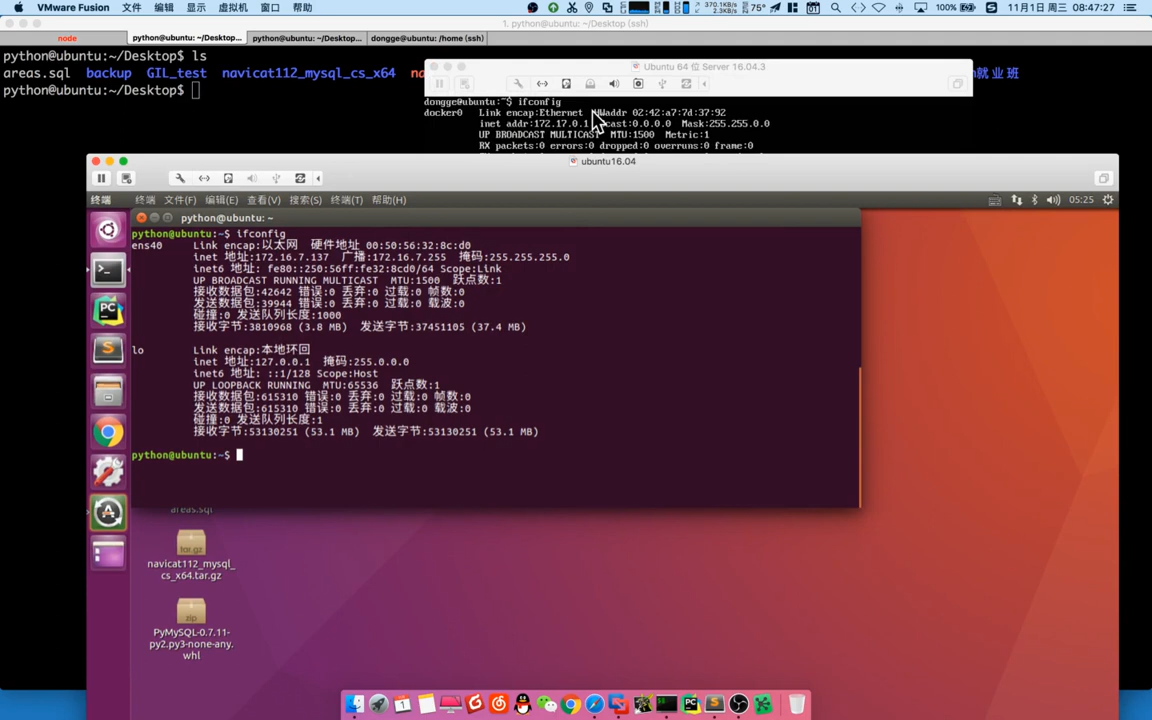 VMware Fusion 文件 编辑 显示 虚拟机 窗口 帮助 370.1KB/s 2.3KB/s 75° 100% 11月1日 周三 08:47:27
1. python@ubuntu: ~/Desktop (ssh)
node python@ubuntu: ~/Desktop... python@ubuntu: ~/Desktop... dongge@ubuntu: /home (ssh)
python@ubuntu:~/Desktop$ ls
areas.sql backup GIL_test navicat112_mysql_cs_x64 就业班
python@ubuntu:~/Desktop$
Ubuntu 64 位 Server 16.04.3
dongge@ubuntu:~$ ifconfig
docker0 Link encap:Ethernet HWaddr 02:42:a7:7d:37:92
inet addr:172.17.0.1 Bcast:0.0.0.0 Mask:255.255.0.0
UP BROADCAST MULTICAST MTU:1500 Metric:1
RX packets:0 errors:0 dropped:0 overruns:0 frame:0
ubuntu16.04
终端 终端 文件(F) 编辑(E) 查看(V) 搜索(S) 终端(T) 帮助(H) 05:25
python@ubuntu: ~
python@ubuntu:~$ ifconfig
ens40 Link encap:以太网 硬件地址 00:50:56:32:8c:d0
inet 地址:172.16.7.137 广播:172.16.7.255 掩码:255.255.255.0
inet6 地址: fe80::250:56ff:fe32:8cd0/64 Scope:Link
UP BROADCAST RUNNING MULTICAST MTU:1500 跃点数:1
接收数据包:42642 错误:0 丢弃:0 过载:0 帧数:0
发送数据包:39944 错误:0 丢弃:0 过载:0 载波:0
碰撞:0 发送队列长度:1000
接收字节:3810968 (3.8 MB) 发送字节:37451105 (37.4 MB)
lo Link encap:本地环回
inet 地址:127.0.0.1 掩码:255.0.0.0
inet6 地址: ::1/128 Scope:Host
UP LOOPBACK RUNNING MTU:65536 跃点数:1
接收数据包:615310 错误:0 丢弃:0 过载:0 帧数:0
发送数据包:615310 错误:0 丢弃:0 过载:0 载波:0
碰撞:0 发送队列长度:1
接收字节:53130251 (53.1 MB) 发送字节:53130251 (53.1 MB)
python@ubuntu:~$
areas.sql
tar.gz
navicat112_mysql_
cs_x64.tar.gz
zip
PyMySQL-0.7.11-
py2.py3-none-any.
whl